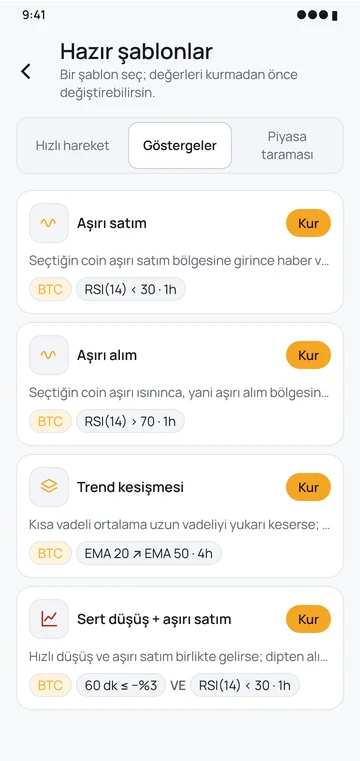 9:41
Hazır şablonlar
Bir şablon seç; değerleri kurmadan önce
değiştirebilirsin.
Hızlı hareket
Göstergeler
Piyasa
taraması
Aşırı satım
Kur
Seçtiğin coin aşırı satım bölgesine girince haber v...
BTC
RSI(14) < 30 · 1h
Aşırı alım
Kur
Seçtiğin coin aşırı ısınınca, yani aşırı alım bölgesin...
BTC
RSI(14) > 70 · 1h
Trend kesişmesi
Kur
Kısa vadeli ortalama uzun vadeliyi yukarı keserse; ...
BTC
EMA 20 ↗ EMA 50 · 4h
Sert düşüş + aşırı satım
Kur
Hızlı düşüş ve aşırı satım birlikte gelirse; dipten alı...
BTC
60 dk ≤ −%3
VE
RSI(14) < 30 · 1h